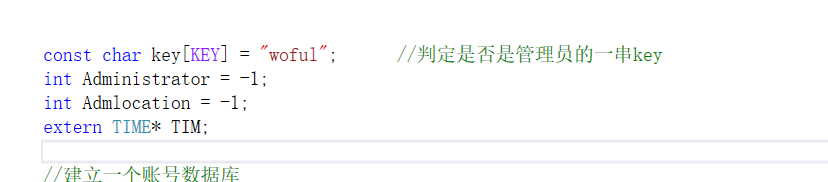 const char key[KEY] = "woful";      //判定是否是管理员的一串key
int Administrator = -1;
int Admlocation = -1;
extern TIME* TIM;
//建立一个账号数据库